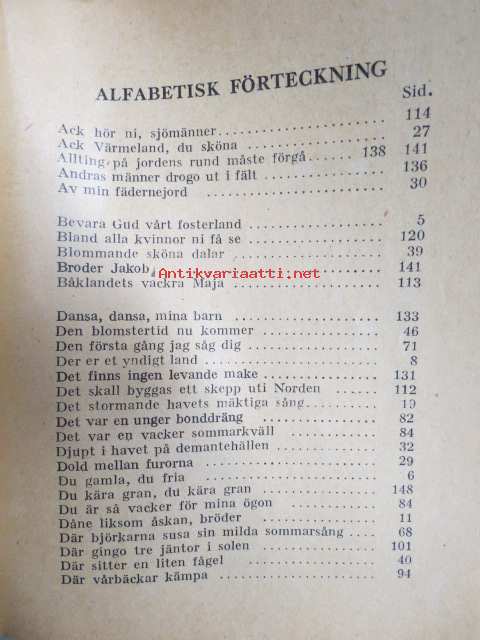 ALFABETISK FÖRTECKNING
Sid.
Ack hör ni, sjömänner 114
Ack Värmeland, du sköna 27
Allting på jordens rund måste förgå 138 141
Andras männer drogo ut i fält 136
Av min fädernejord 30
Bevara Gud vårt fosterland 5
Bland alla kvinnor ni få se 120
Blommande sköna dalar 39
Broder Jakob 141
Antikvariaatti.net
Båklandets vackra Maja 113
Dansa, dansa, mina barn 133
Den blomstertid nu kommer 46
Den första gång jag såg dig 71
Der er et yndigt land 8
Det finns ingen levande make 131
Det skall byggas ett skepp uti Norden 112
Det stormande havets mäktiga sång 19
Det var en unger bonddräng 82
Det var en vacker sommarkväll 84
Djupt i havet på demantehällen 32
Dold mellan furorna 29
Du gamla, du fria 6
Du kära gran, du kära gran 148
Du är så vacker för mina ögon 84
Dåne liksom åskan, bröder 11
Där björkarna susa sin milda sommarsång 68
Där gingo tre jäntor i solen 101
Där sitter en liten fågel 40
Där vårbäckar kämpa 94